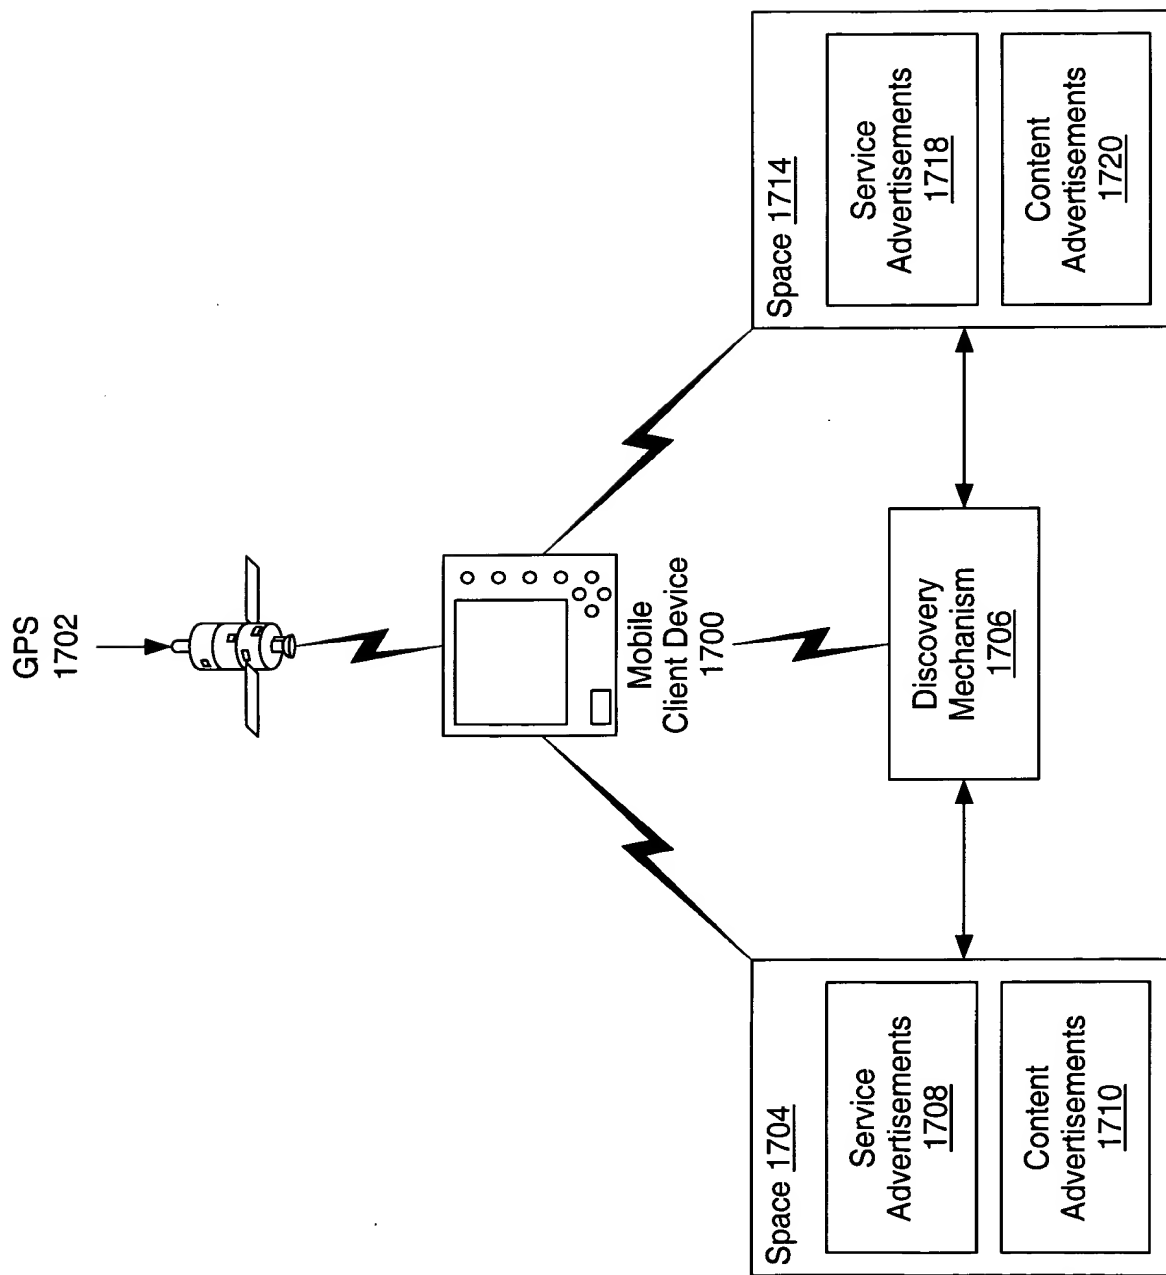 GPS
1702
Mobile
Client Device
1700
Space 1704
Service
Advertisements
1708
Content
Advertisements
1710
Discovery
Mechanism
1706
Space 1714
Service
Advertisements
1718
Content
Advertisements
1720